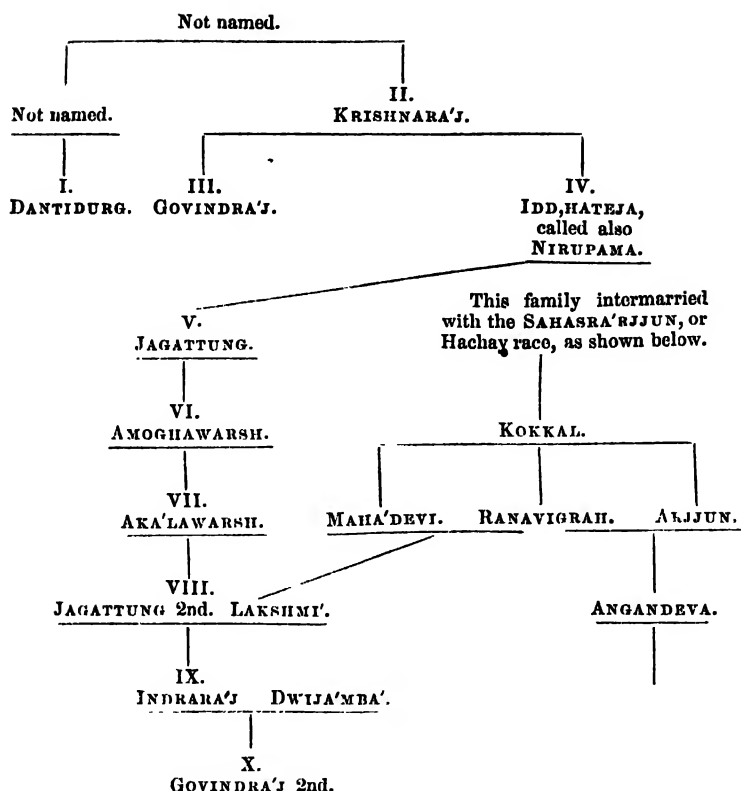 Not named.
II.
Not named. KRISHNARA'J.
I. III. IV.
DANTIDURG. GOVINDRA'J. IDD,HATEJA,
called also
NIRUPAMA.
This family intermarried
with the SAHASRA'RJJUN, or
Hachay race, as shown below.
V.
JAGATTUNG.
VI.
AMOGHAWARSH.
KOKKAL.
VII.
AKA'LAWARSH.
MAHA'DEVI. RANAVIGRAH. ARJJUN.
VIII.
JAGATTUNG 2nd. LAKSHMI'.
ANGANDEVA.
IX.
INDRARA'J DWIJA'MBA'.
X.
GOVINDRA'J 2nd.